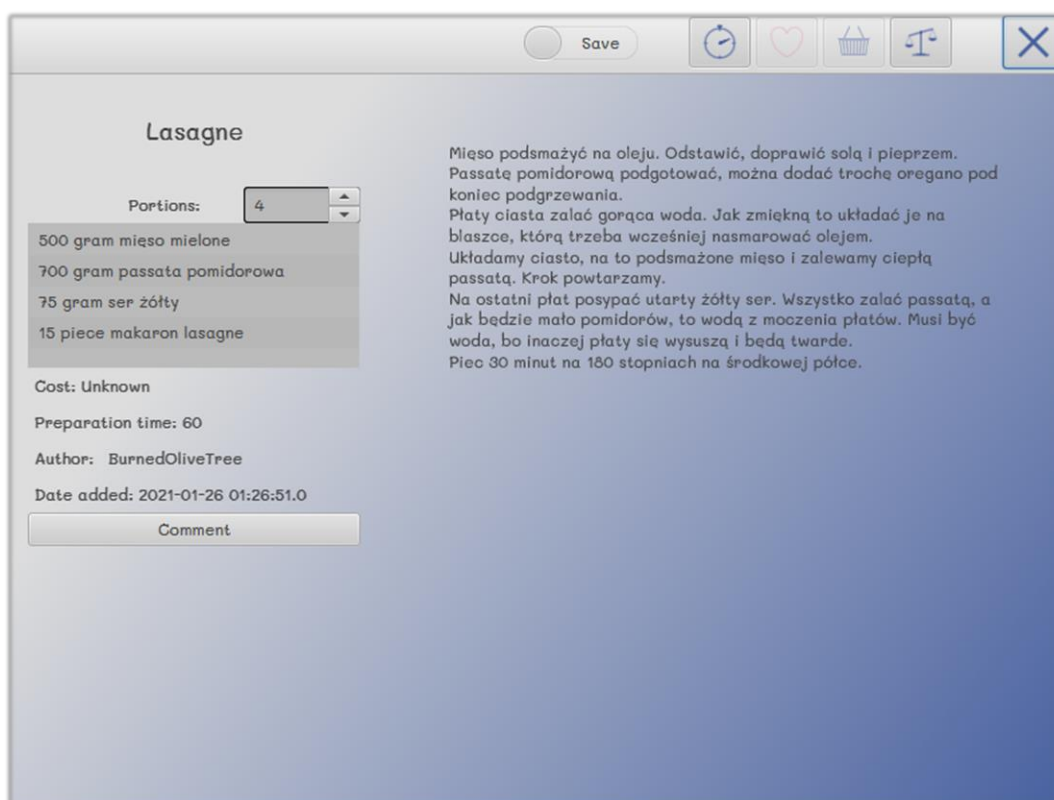 Save
Lasagne
Portions: 4
500 gram mięso mielone
700 gram passata pomidorowa
75 gram ser żółty
15 piece makaron lasagne
Cost: Unknown
Preparation time: 60
Author: BurnedOliveTree
Date added: 2021-01-26 01:26:51.0
Comment
Mięso podsmażyć na oleju. Odstawić, doprawić solą i pieprzem.
Passatę pomidorową podgotować, można dodać trochę oregano pod
koniec podgrzewania.
Płaty ciasta zalać gorąca woda. Jak zmiękną to układać je na
blaszce, którą trzeba wcześniej nasmarować olejem.
Układamy ciasto, na to podsmażone mięso i zalewamy ciepłą
passatą. Krok powtarzamy.
Na ostatni płat posypać utarty żółty ser. Wszystko zalać passatą, a
jak będzie mało pomidorów, to wodą z moczenia płatów. Musi być
woda, bo inaczej płaty się wysuszą i będą twarde.
Piec 30 minut na 180 stopniach na środkowej półce.